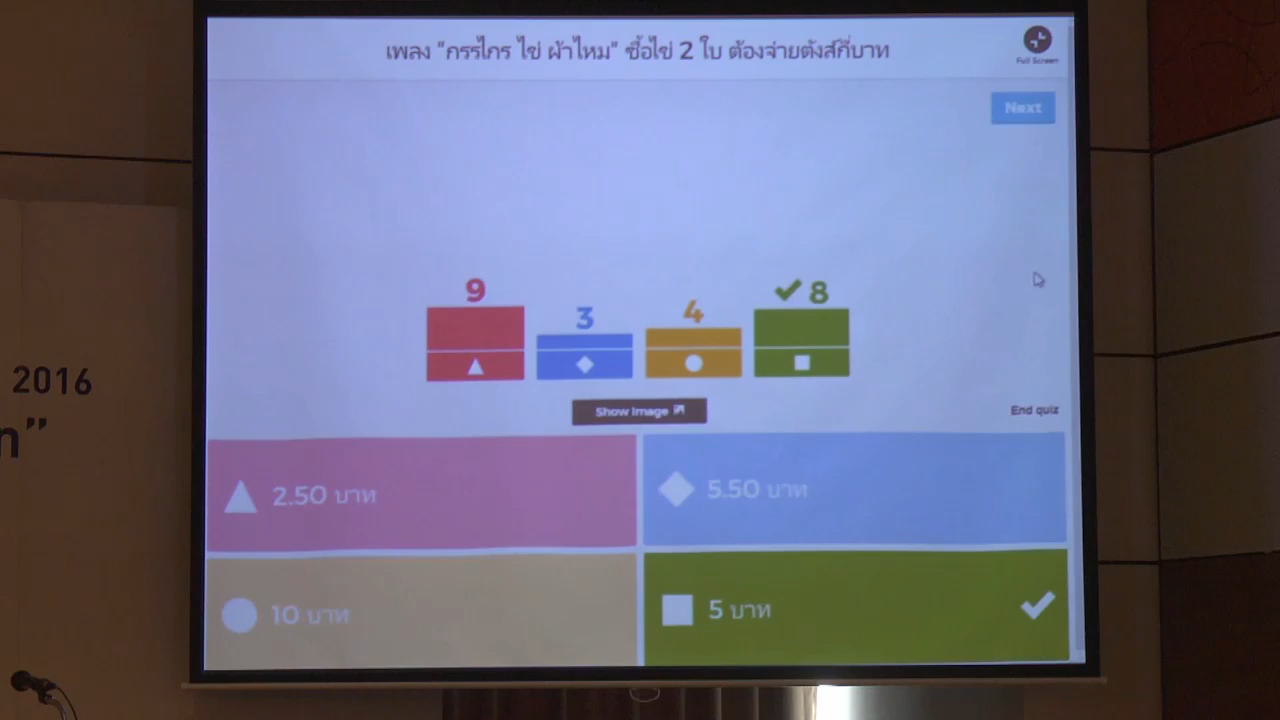 เพลง "กรรไกร ไข่ ผ้าไหม" ซื้อไข่ 2 ใบ ต้องจ่ายตังส์กี่บาท
Full Screen
Next
9
3
4
8
Show image
End quiz
2016
n"
2.50 บาท
5.50 บาท
10 บาท
5 บาท